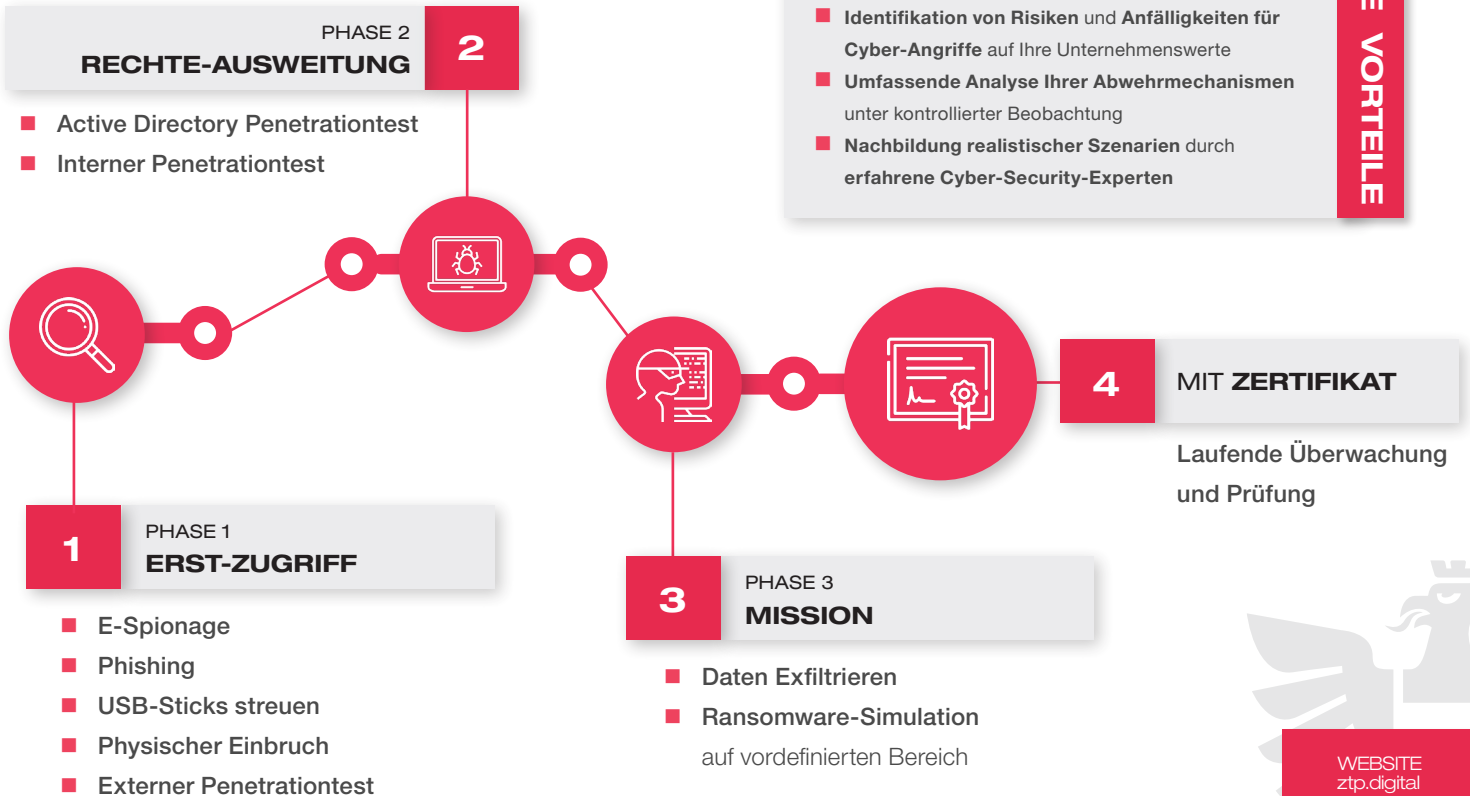 PHASE 2
RECHTE-AUSWEITUNG
2
Active Directory Penetrationtest
Interner Penetrationtest
Identifikation von Risiken und Anfälligkeiten für
Cyber-Angriffe auf Ihre Unternehmenswerte
Umfassende Analyse Ihrer Abwehrmechanismen
unter kontrollierter Beobachtung
Nachbildung realistischer Szenarien durch
erfahrene Cyber-Security-Experten
VORTEILE
1
PHASE 1
ERST-ZUGRIFF
E-Spionage
Phishing
USB-Sticks streuen
Physischer Einbruch
Externer Penetrationtest
3
PHASE 3
MISSION
Daten Exfiltrieren
Ransomware-Simulation
auf vordefinierten Bereich
4
MIT ZERTIFIKAT
Laufende Überwachung
und Prüfung
WEBSITE
ztp.digital